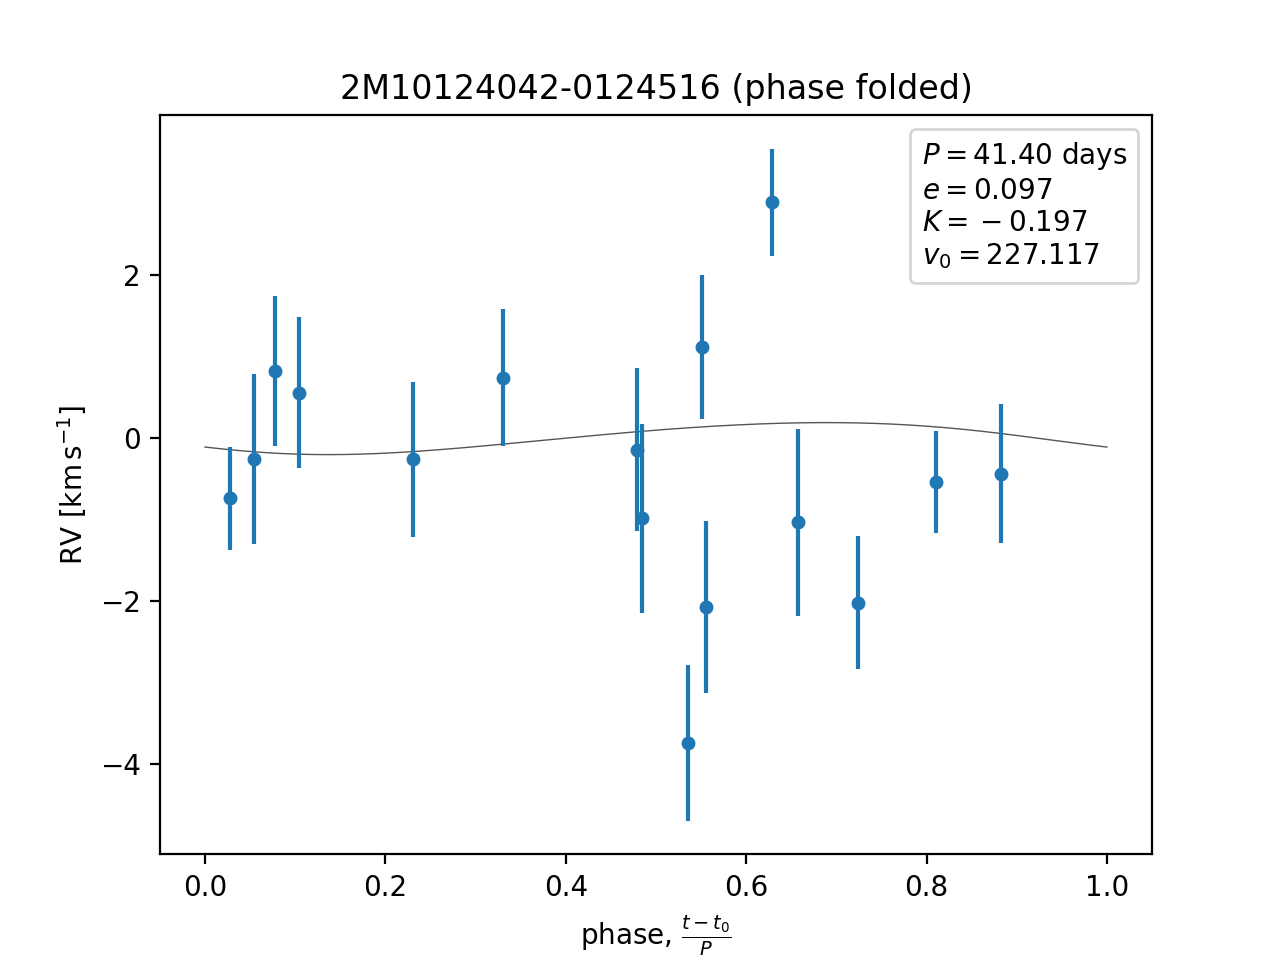 2M10124042-0124516 (phase folded)
P = 41.40 days
e = 0.097
K = −0.197
v₀ = 227.117
RV [km s⁻¹]
2
0
−2
−4
0.0 0.2 0.4 0.6 0.8 1.0
phase, (t − t₀)/P